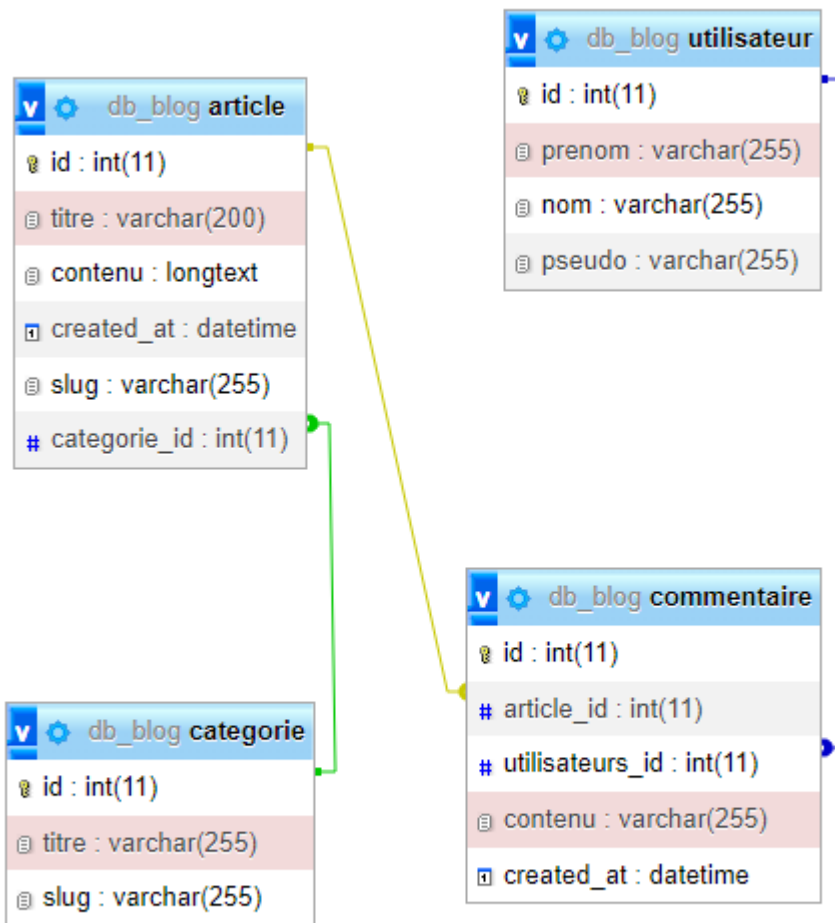 db_blog utilisateur
id : int(11)
prenom : varchar(255)
nom : varchar(255)
pseudo : varchar(255)
db_blog article
id : int(11)
titre : varchar(200)
contenu : longtext
created_at : datetime
slug : varchar(255)
# categorie_id : int(11)
db_blog commentaire
id : int(11)
# article_id : int(11)
# utilisateurs_id : int(11)
contenu : varchar(255)
created_at : datetime
db_blog categorie
id : int(11)
titre : varchar(255)
slug : varchar(255)